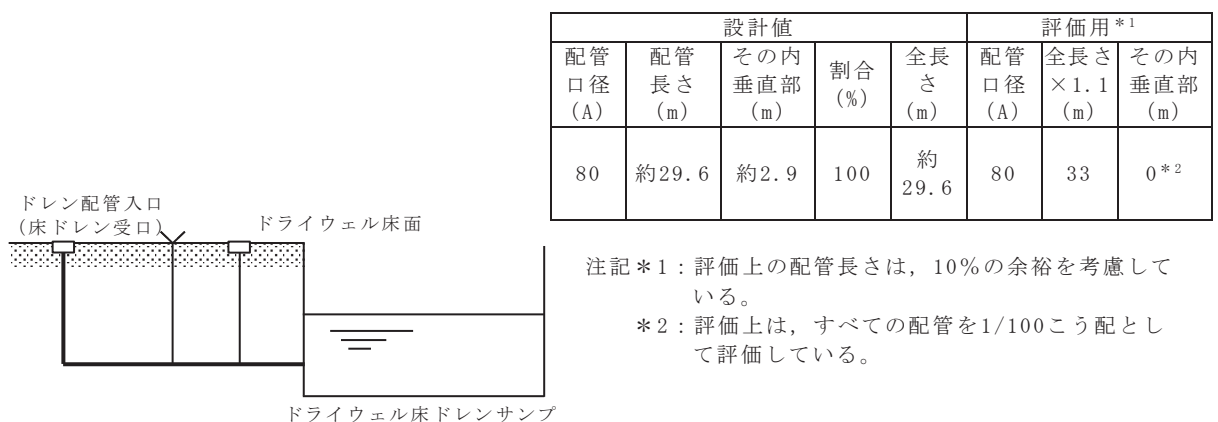 設計値 評価用*1
配管口径(A) 配管長さ(m) その内垂直部(m) 割合(%) 全長さ(m) 配管口径(A) 全長さ×1.1(m) その内垂直部(m)
80 約29.6 約2.9 100 約29.6 80 33 0*2
ドレン配管入口
(床ドレン受口)
ドライウェル床面
注記*1:評価上の配管長さは,10%の余裕を考慮して
いる。
*2:評価上は,すべての配管を1/100こう配とし
て評価している。
ドライウェル床ドレンサンプ